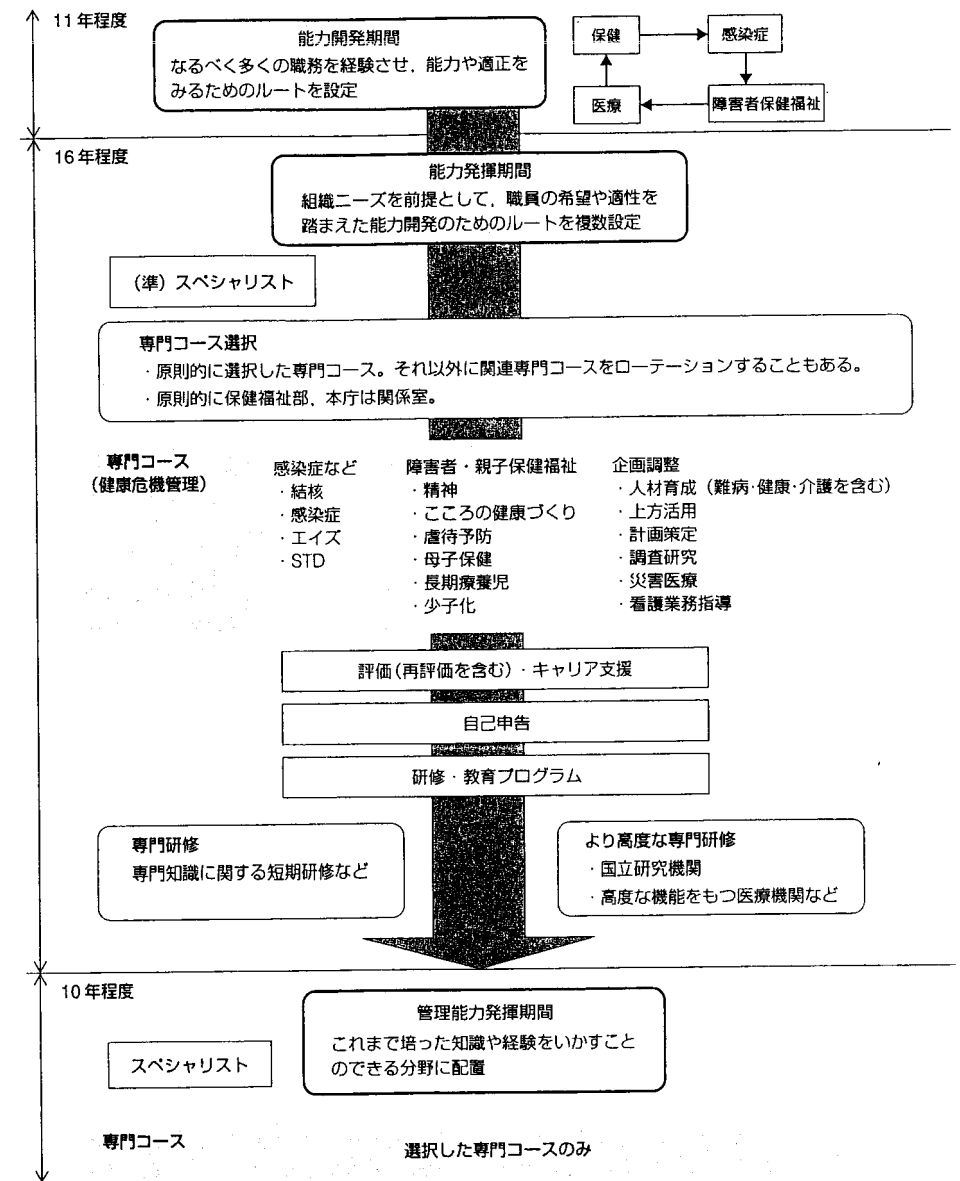 11年程度
能力開発期間
なるべく多くの職務を経験させ，能力や適正を
みるためのルートを設定
保健
感染症
医療
障害者保健福祉
16年程度
能力発揮期間
組織ニーズを前提として，職員の希望や適性を
踏まえた能力開発のためのルートを複数設定
(準) スペシャリスト
専門コース選択
・原則的に選択した専門コース。それ以外に関連専門コースをローテーションすることもある。
・原則的に保健福祉部，本庁は関係室。
専門コース
(健康危機管理)
感染症など
・結核
・感染症
・エイズ
・STD
障害者・親子保健福祉
・精神
・こころの健康づくり
・虐待予防
・母子保健
・長期療養児
・少子化
企画調整
・人材育成（難病・健康・介護を含む）
・上方活用
・計画策定
・調査研究
・災害医療
・看護業務指導
評価(再評価を含む)・キャリア支援
自己申告
研修・教育プログラム
専門研修
専門知識に関する短期研修など
より高度な専門研修
・国立研究機関
・高度な機能をもつ医療機関など
10年程度
管理能力発揮期間
これまで培った知識や経験をいかすこと
のできる分野に配置
スペシャリスト
専門コース
選択した専門コースのみ